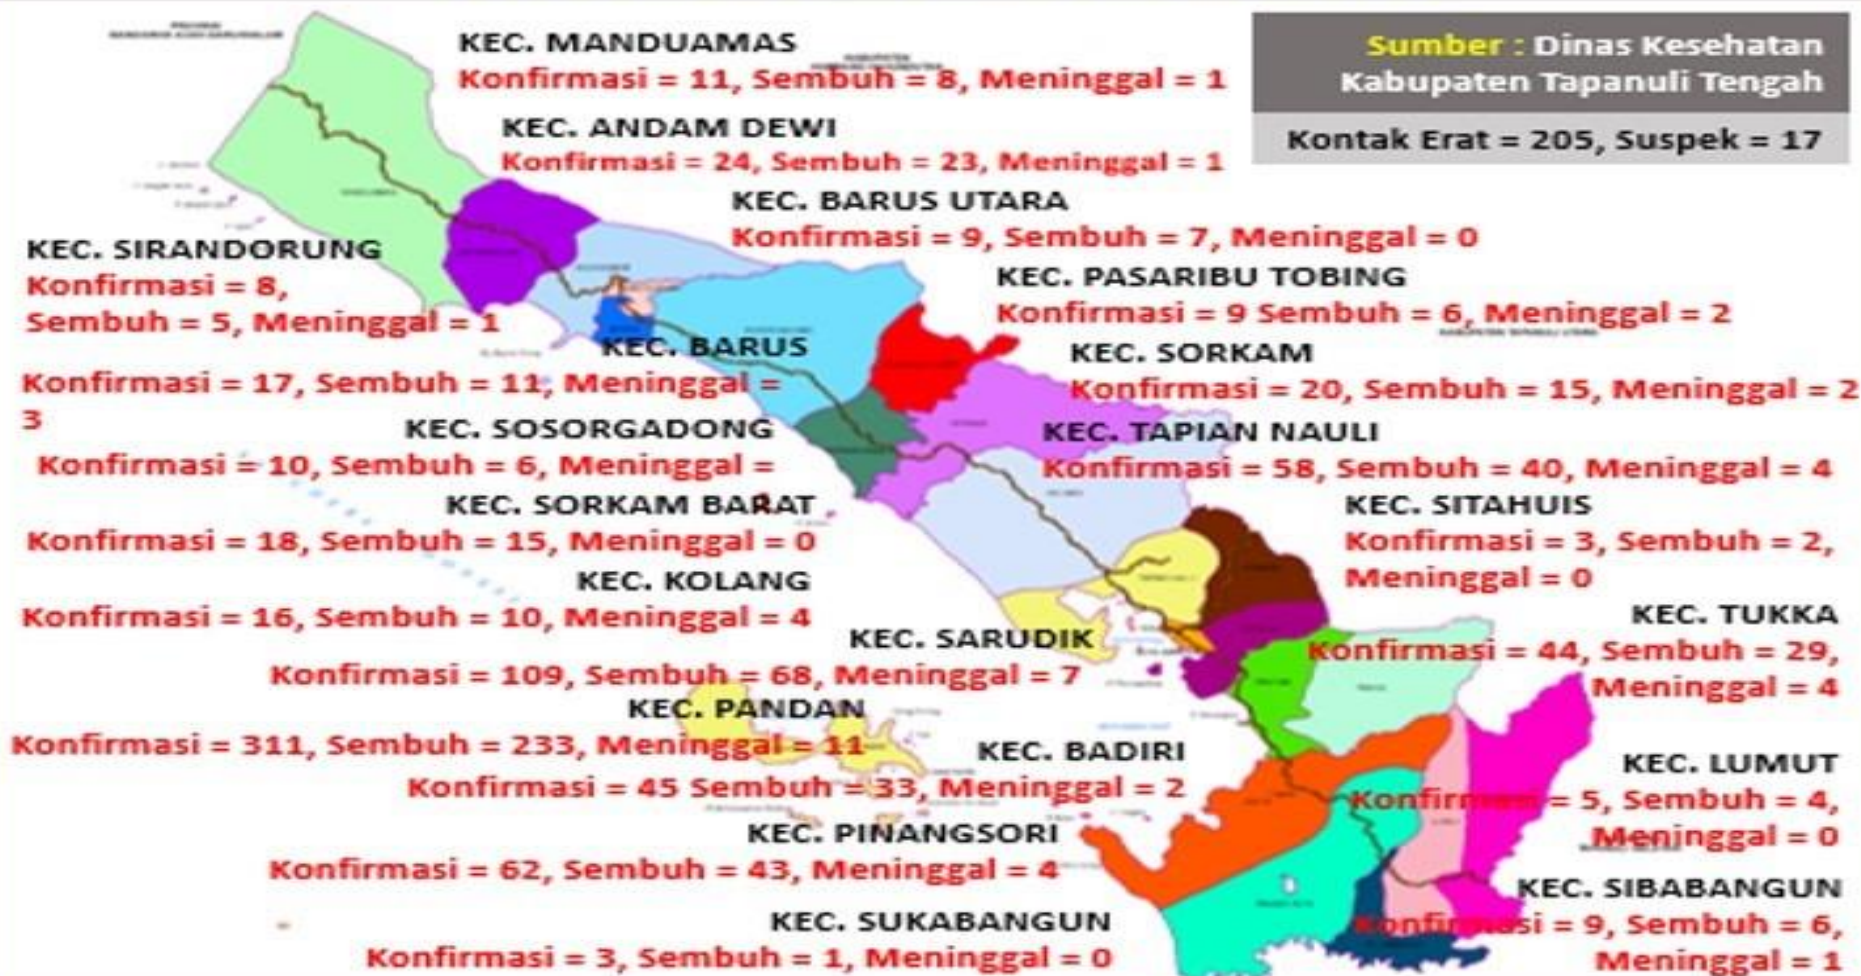 KEC. MANDUAMAS
Konfirmasi = 11, Sembuh = 8, Meninggal = 1
Sumber : Dinas Kesehatan
Kabupaten Tapanuli Tengah
Kontak Erat = 205, Suspek = 17
KEC. ANDAM DEWI
Konfirmasi = 24, Sembuh = 23, Meninggal = 1
KEC. BARUS UTARA
Konfirmasi = 9, Sembuh = 7, Meninggal = 0
KEC. SIRANDORUNG
Konfirmasi = 8,
Sembuh = 5, Meninggal = 1
KEC. PASARIBU TOBING
Konfirmasi = 9 Sembuh = 6, Meninggal = 2
KEC. BARUS
Konfirmasi = 17, Sembuh = 11, Meninggal =
3
KEC. SORKAM
Konfirmasi = 20, Sembuh = 15, Meninggal = 2
KEC. SOSORGADONG
Konfirmasi = 10, Sembuh = 6, Meninggal =
KEC. TAPIAN NAULI
Konfirmasi = 58, Sembuh = 40, Meninggal = 4
KEC. SORKAM BARAT
Konfirmasi = 18, Sembuh = 15, Meninggal = 0
KEC. SITAHUIS
Konfirmasi = 3, Sembuh = 2,
Meninggal = 0
KEC. KOLANG
Konfirmasi = 16, Sembuh = 10, Meninggal = 4
KEC. TUKKA
Konfirmasi = 44, Sembuh = 29,
Meninggal = 4
KEC. SARUDIK
Konfirmasi = 109, Sembuh = 68, Meninggal = 7
KEC. PANDAN
Konfirmasi = 311, Sembuh = 233, Meninggal = 11
KEC. BADIRI
Konfirmasi = 45 Sembuh = 33, Meninggal = 2
KEC. LUMUT
Konfirmasi = 5, Sembuh = 4,
Meninggal = 0
KEC. PINANGSORI
Konfirmasi = 62, Sembuh = 43, Meninggal = 4
KEC. SIBABANGUN
Konfirmasi = 9, Sembuh = 6,
Meninggal = 1
KEC. SUKABANGUN
Konfirmasi = 3, Sembuh = 1, Meninggal = 0